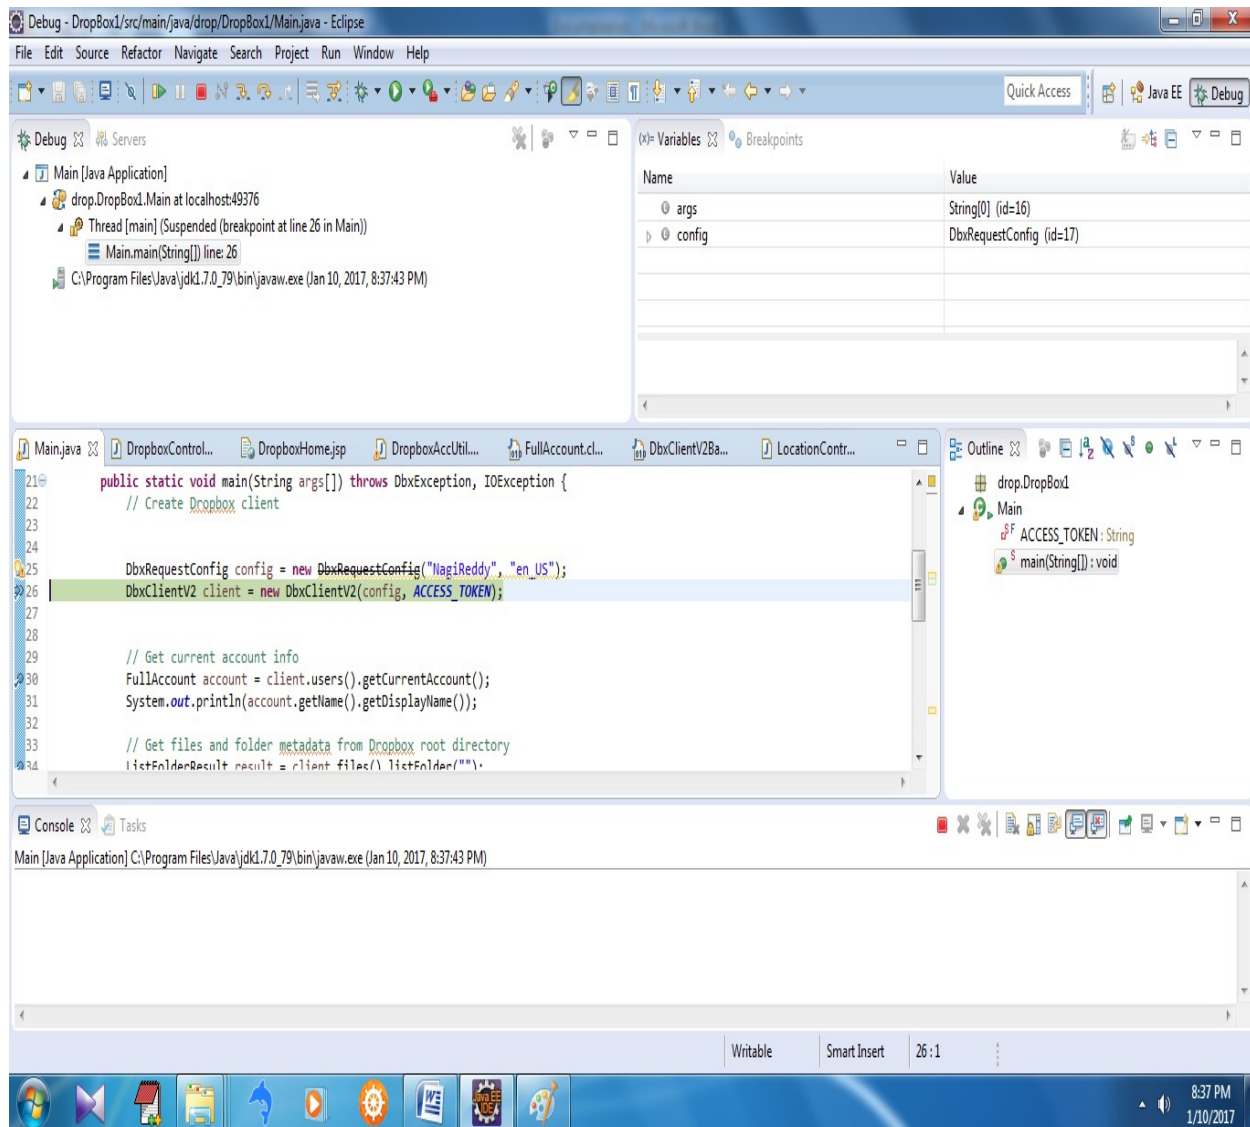 Debug - DropBox1/src/main/java/drop/DropBox1/Main.java - Eclipse
File Edit Source Refactor Navigate Search Project Run Window Help
Quick Access Java EE Debug
Debug Servers
Main [Java Application]
drop.DropBox1.Main at localhost:49376
Thread [main] (Suspended (breakpoint at line 26 in Main))
Main.main(String[]) line: 26
C:\Program Files\Java\jdk1.7.0_79\bin\javaw.exe (Jan 10, 2017, 8:37:43 PM)
(x)= Variables Breakpoints
Name Value
args String[0] (id=16)
config DbxRequestConfig (id=17)
Main.java DropboxControl... DropboxHome.jsp DropboxAccUtil.... FullAccount.cl... DbxClientV2Ba... LocationContr...
21 public static void main(String args[]) throws DbxException, IOException {
22 // Create Dropbox client
23
24
25 DbxRequestConfig config = new DbxRequestConfig("NagiReddy", "en_US");
26 DbxClientV2 client = new DbxClientV2(config, ACCESS_TOKEN);
27
28
29 // Get current account info
30 FullAccount account = client.users().getCurrentAccount();
31 System.out.println(account.getName().getDisplayName());
32
33 // Get files and folder metadata from Dropbox root directory
34 ListFolderResult result = client.files().listFolder("");
Outline
drop.DropBox1
Main
ACCESS_TOKEN : String
main(String[]) : void
Console Tasks
Main [Java Application] C:\Program Files\Java\jdk1.7.0_79\bin\javaw.exe (Jan 10, 2017, 8:37:43 PM)
Writable Smart Insert 26 : 1
Java EE
IDE
8:37 PM
1/10/2017